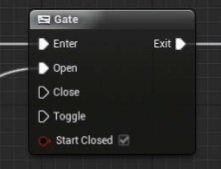 Gate
Enter Exit
Open
Close
Toggle
Start Closed